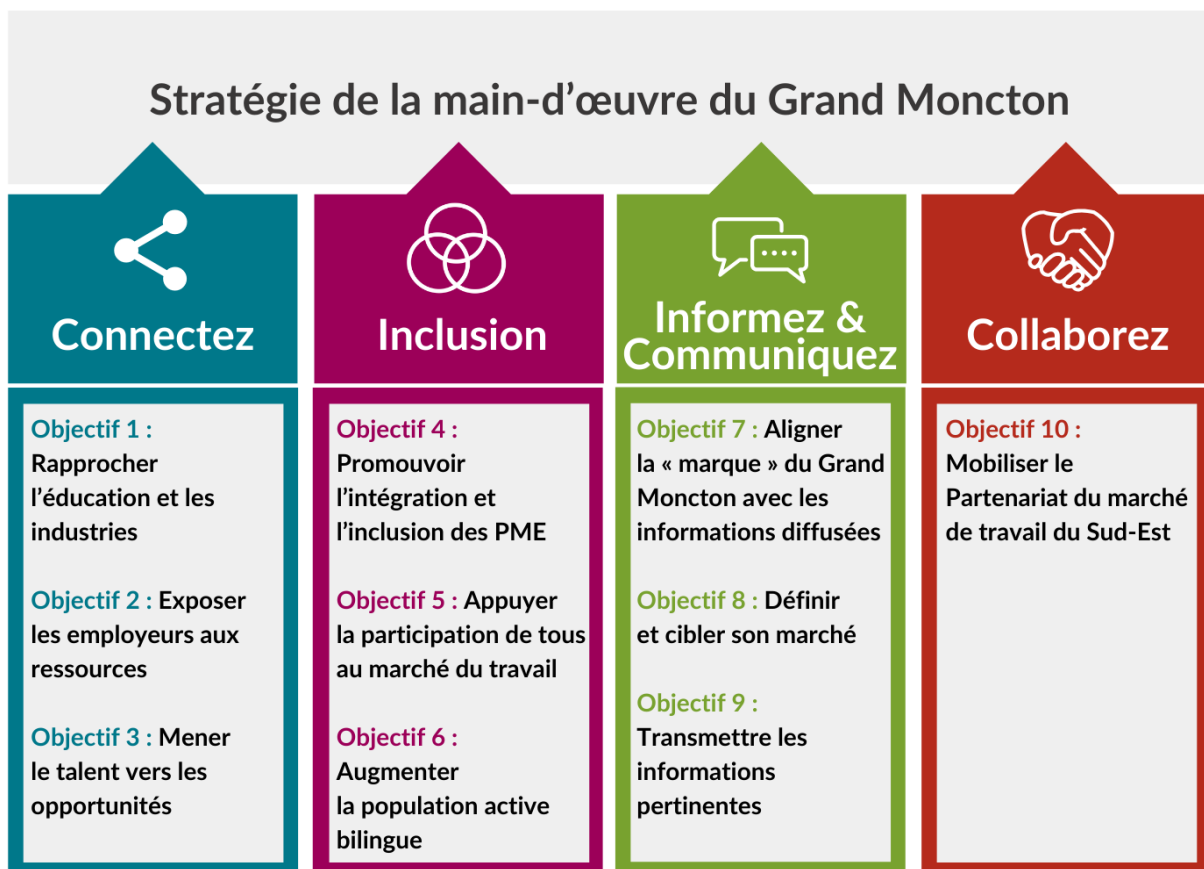 Stratégie de la main-d’œuvre du Grand Moncton
Connectez
Objectif 1 :
Rapprocher
l’éducation et les
industries
Objectif 2 : Exposer
les employeurs aux
ressources
Objectif 3 : Mener
le talent vers les
opportunités
Inclusion
Objectif 4 :
Promouvoir
l’intégration et
l’inclusion des PME
Objectif 5 : Appuyer
la participation de tous
au marché du travail
Objectif 6 :
Augmenter
la population active
bilingue
Informez &
Communiquez
Objectif 7 : Aligner
la « marque » du Grand
Moncton avec les
informations diffusées
Objectif 8 : Définir
et cibler son marché
Objectif 9 :
Transmettre les
informations
pertinentes
Collaborez
Objectif 10 :
Mobiliser le
Partenariat du marché
de travail du Sud-Est